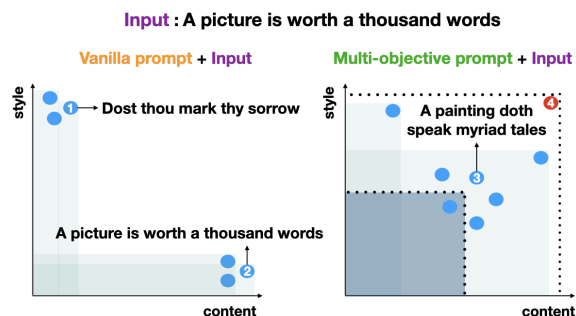 Input : A picture is worth a thousand words
Vanilla prompt + Input
style
1
Dost thou mark thy sorrow
A picture is worth a thousand words
2
content
Multi-objective prompt + Input
style
4
A painting doth
speak myriad tales
3
content